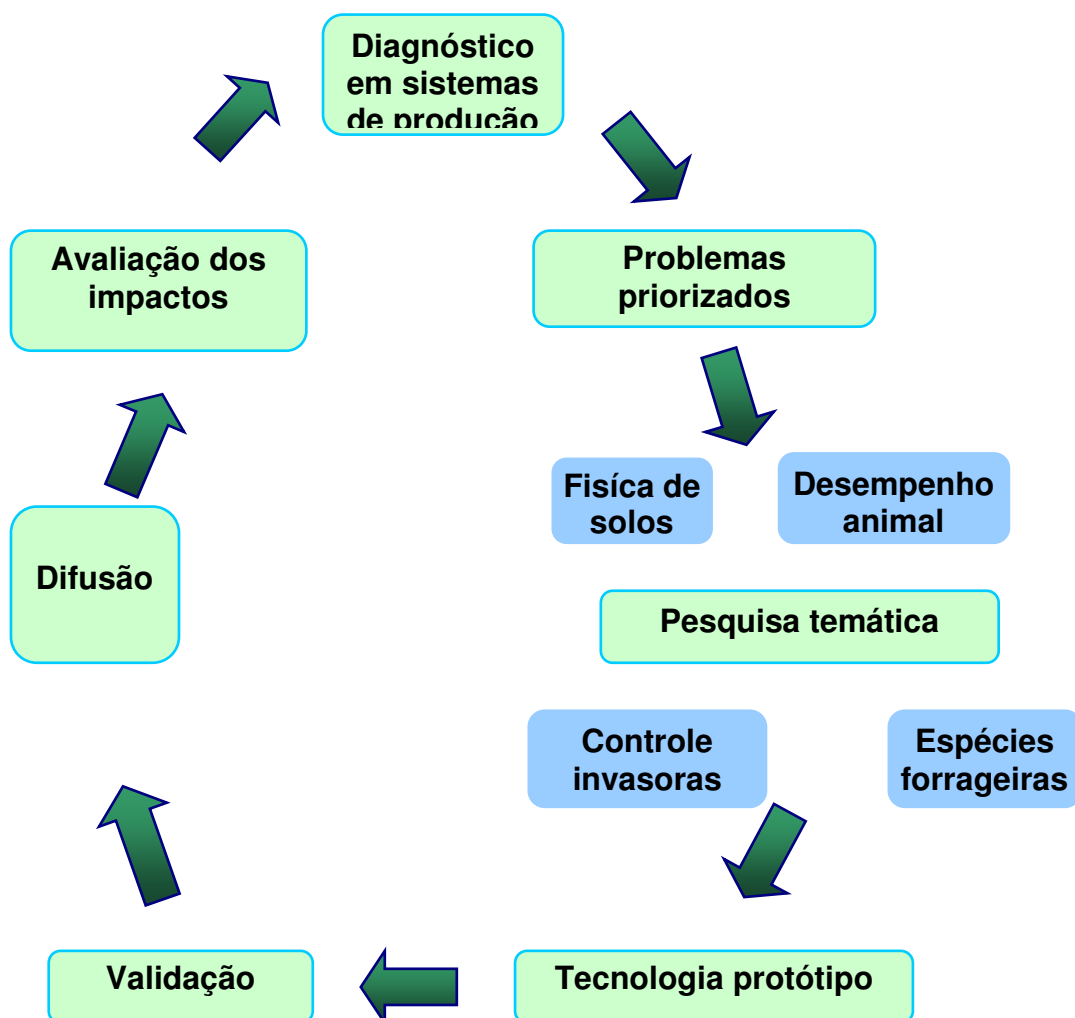 Diagnóstico
em sistemas
de produção
Problemas
priorizados
Avaliação dos
impactos
Fisíca de
solos
Desempenho
animal
Difusão
Pesquisa temática
Controle
invasoras
Espécies
forrageiras
Validação
Tecnologia protótipo